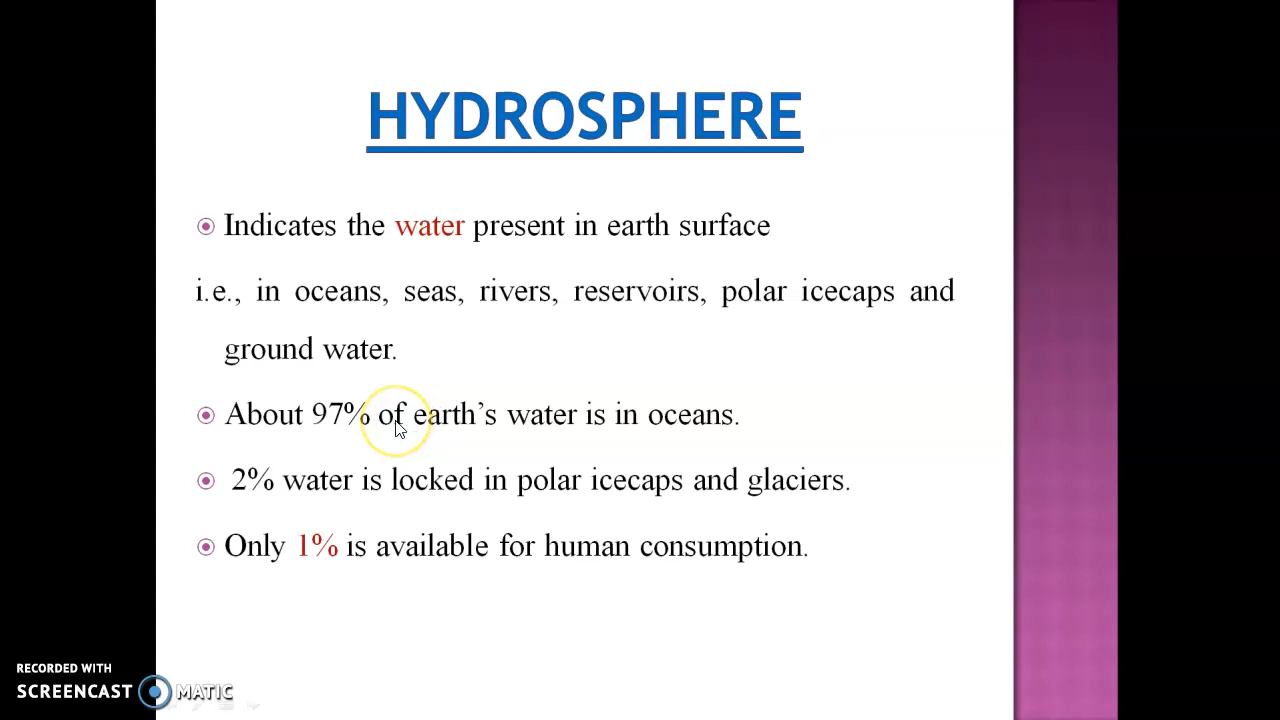 HYDROSPHERE
Indicates the water present in earth surface
i.e., in oceans, seas, rivers, reservoirs, polar icecaps and
ground water.
About 97% of earth's water is in oceans.
2% water is locked in polar icecaps and glaciers.
Only 1% is available for human consumption.
RECORDED WITH
SCREENCAST MATIC